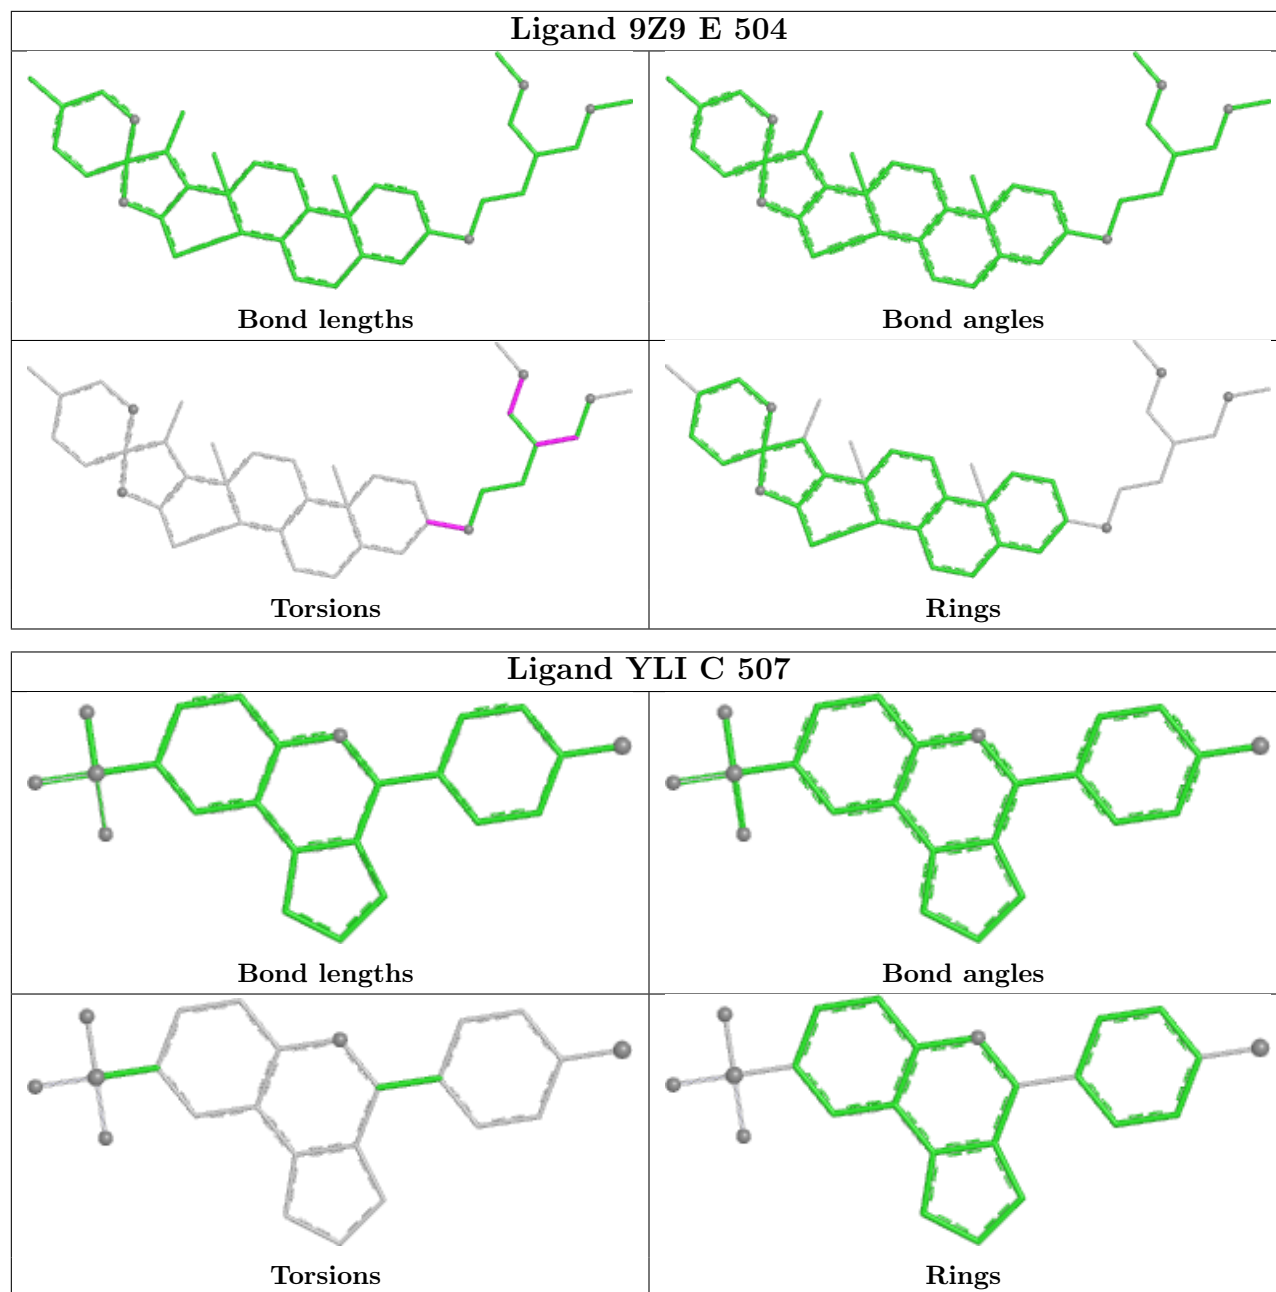 Ligand 9Z9 E 504
Bond lengths
Bond angles
Torsions
Rings
Ligand YLI C 507
Bond lengths
Bond angles
Torsions
Rings